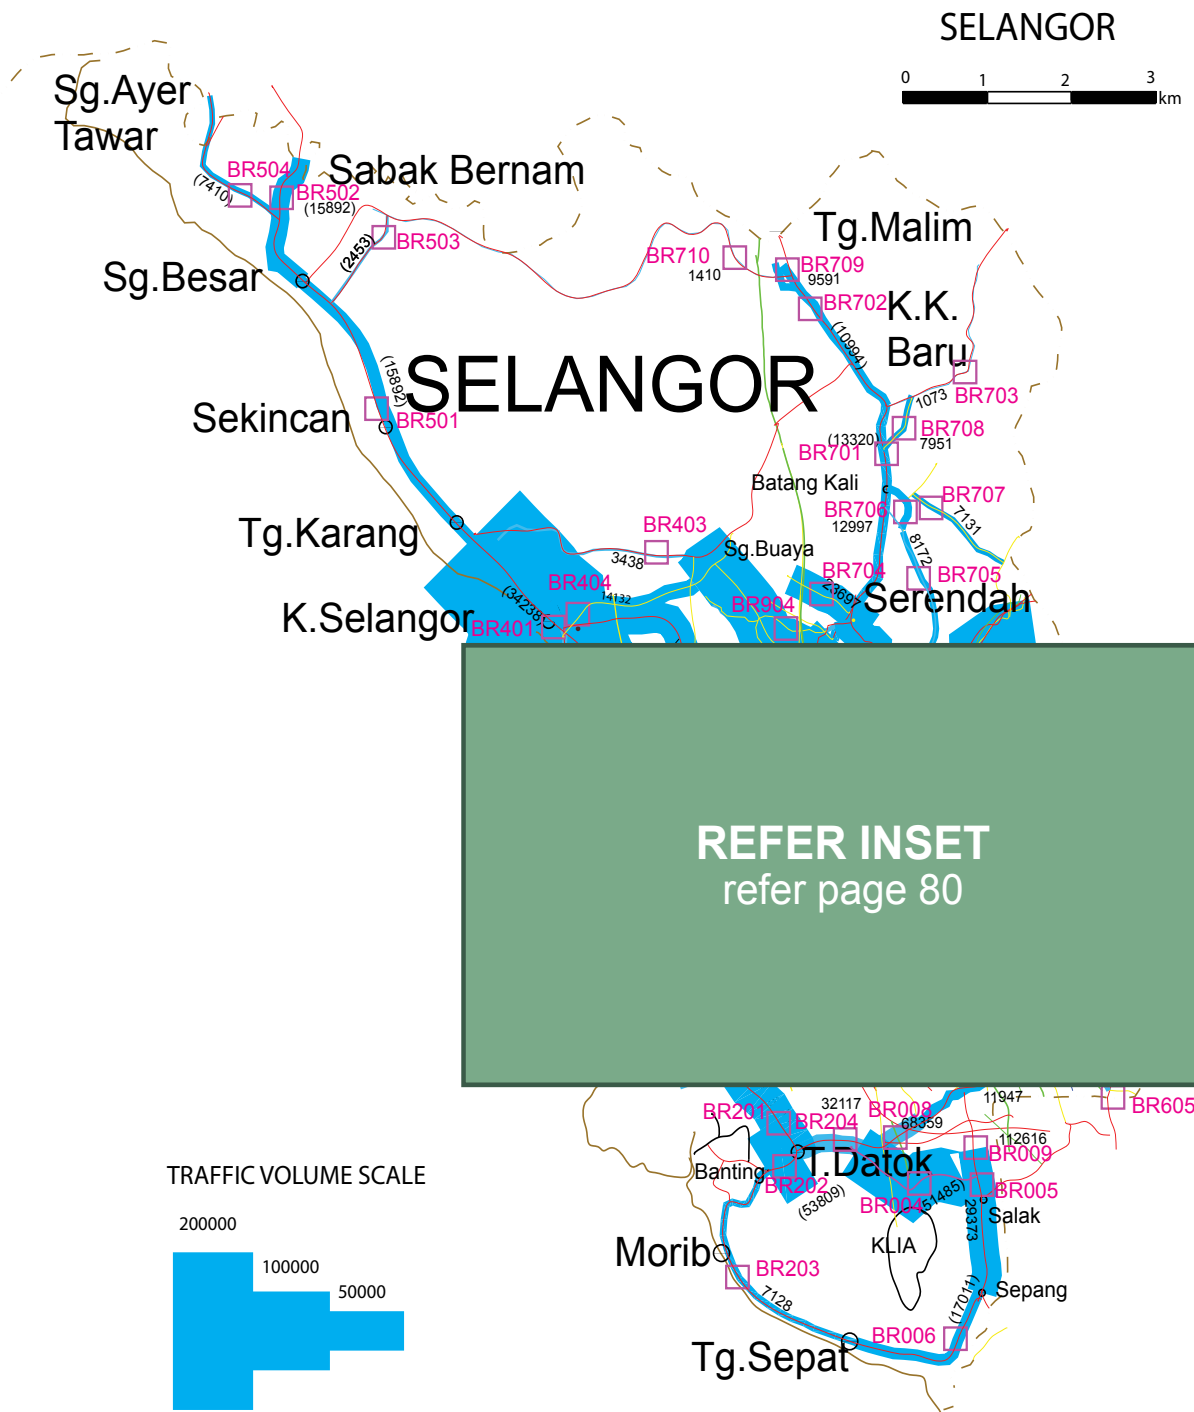 SELANGOR
0 1 2 3
km
Sg.Ayer
Tawar
BR504
(7410)
BR502
(15892)
Sabak Bernam
BR503
(2453)
Sg.Besar
BR710
1410
BR709
9591
Tg.Malim
BR702
(10994)
K.K.
Baru
BR703
1073
SELANGOR
(15892)
BR501
Sekincan
BR708
7951
(13320)
BR701
Batang Kali
BR706
12997
BR707
7131
8172
BR705
Tg.Karang
BR403
3438
Sg.Buaya
BR704
23697
Serendah
BR404
14132
(34238)
BR401
K.Selangor
BR904
REFER INSET
refer page 80
BR201
BR204
32117
BR008
68359
11947
BR605
112616
BR009
Banting
BR202
T.Datok
(53809)
BR004
(51485)
BR005
29373
Salak
KLIA
Morib
BR203
7128
Sepang
(17011)
BR006
Tg.Sepat
TRAFFIC VOLUME SCALE
200000
100000
50000